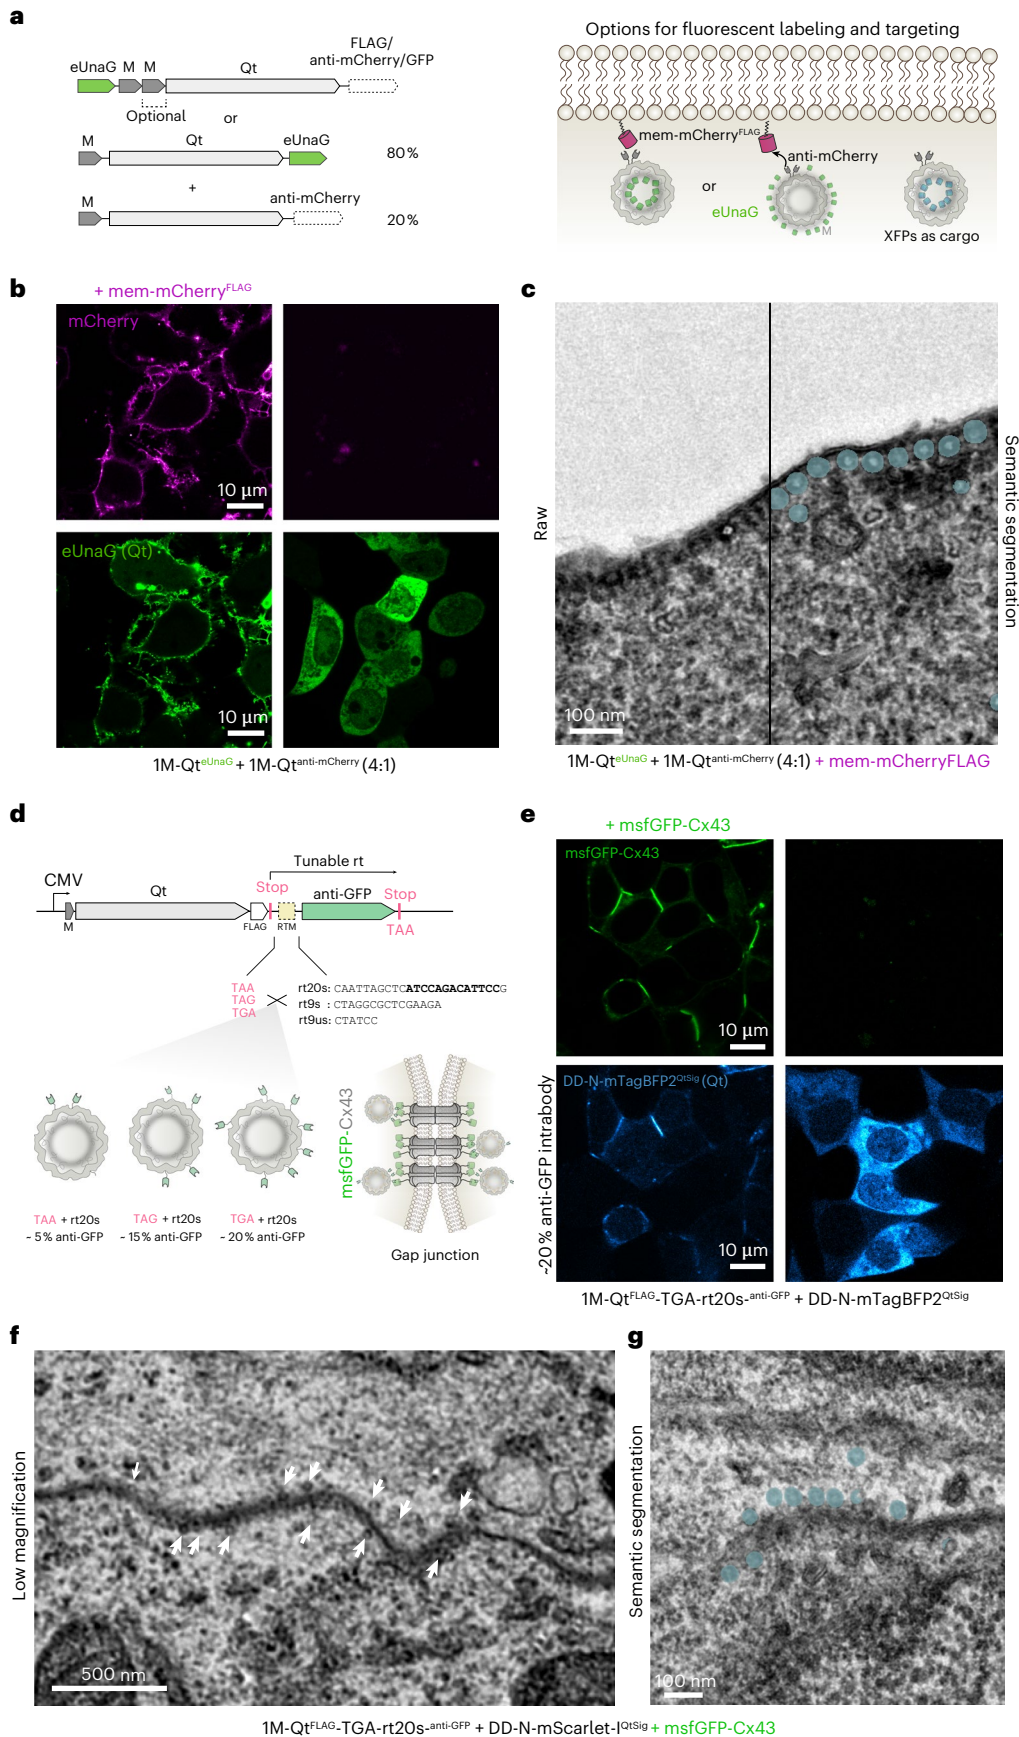 a
FLAG/
anti-mCherry/GFP
eUnaG M M Qt
Optional
or
M Qt eUnaG
80%
+
M anti-mCherry
20%
Options for fluorescent labeling and targeting
mem-mCherryFLAG
anti-mCherry
or
eUnaG
M
XFPs as cargo
b
+ mem-mCherryFLAG
mCherry
10 µm
eUnaG (Qt)
10 µm
1M-QteUnaG + 1M-Qtanti-mCherry (4:1)
c
Raw
Semantic segmentation
100 nm
1M-QteUnaG + 1M-Qtanti-mCherry (4:1) + mem-mCherryFLAG
d
Tunable rt
CMV
Qt
Stop
anti-GFP
Stop
M
FLAG
RTM
TAA
TAA
TAG
TGA
rt20s: CAATTAGCTCATCCAGACATTCCG
rt9s : CTAGGCGCTCGAAGA
rt9us: CTATCC
msfGFP-Cx43
TAA + rt20s
~ 5% anti-GFP
TAG + rt20s
~ 15% anti-GFP
TGA + rt20s
~ 20% anti-GFP
Gap junction
e
+ msfGFP-Cx43
msfGFP-Cx43
10 µm
~20% anti-GFP intrabody
DD-N-mTagBFP2QtSig (Qt)
10 µm
1M-QtFLAG-TGA-rt20s-anti-GFP + DD-N-mTagBFP2QtSig
f
Low magnification
500 nm
g
Semantic segmentation
100 nm
1M-QtFLAG-TGA-rt20s-anti-GFP + DD-N-mScarlet-IQtSig + msfGFP-Cx43